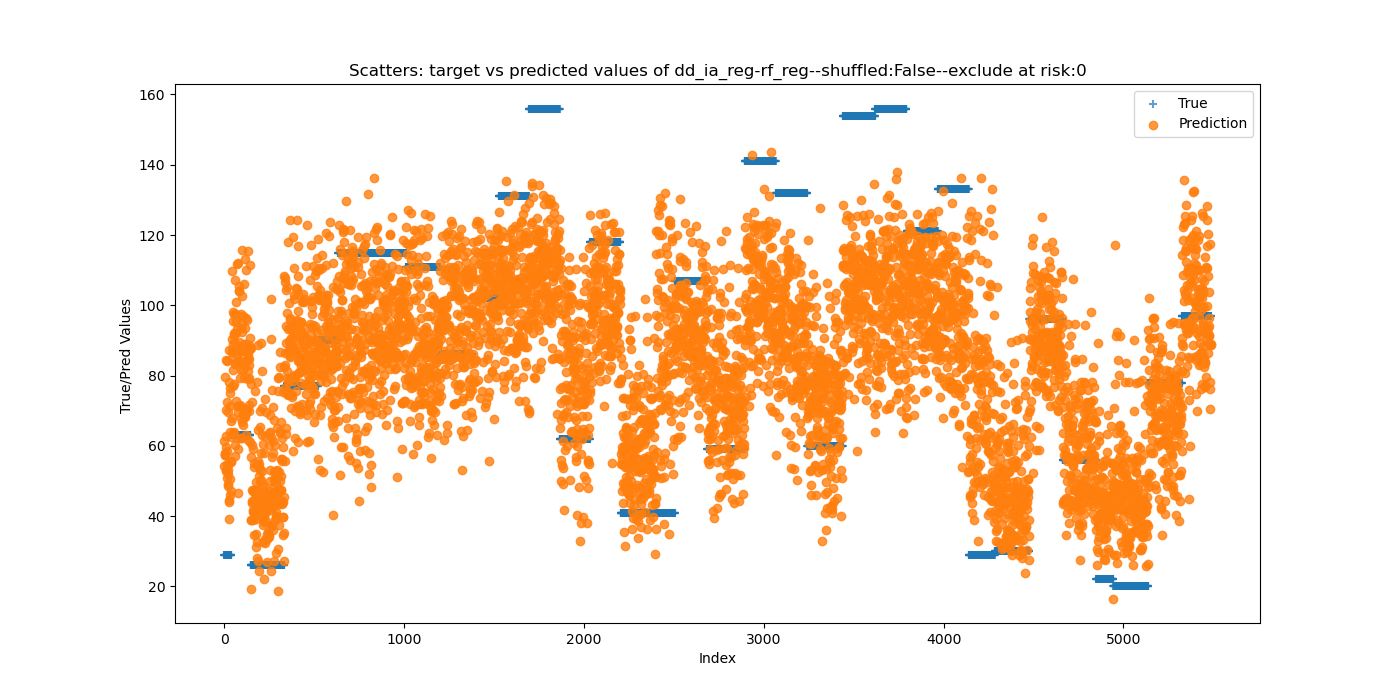 Scatters: target vs predicted values of dd_ia_reg-rf_reg--shuffled:False--exclude at risk:0
True
Prediction
True/Pred Values
160
140
120
100
80
60
40
20
0
1000
2000
3000
4000
5000
Index